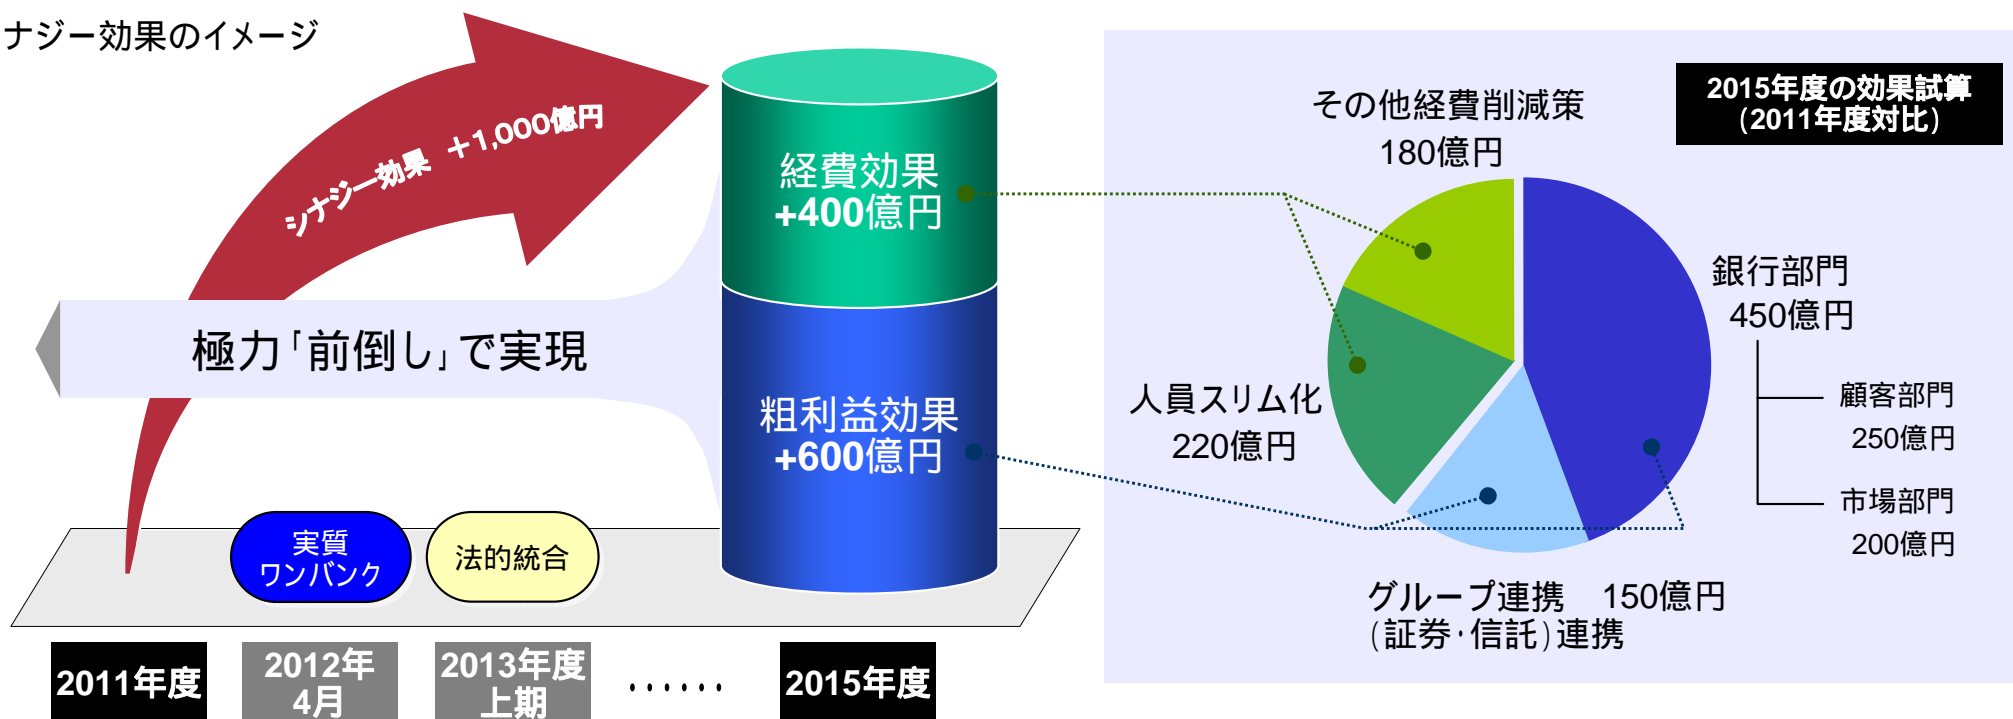 ナジー効果のイメージ
シナジー効果 +1,000億円
極力「前倒し」で実現
経費効果
+400億円
粗利益効果
+600億円
実質
ワンバンク
法的統合
2011年度
2012年
4月
2013年度
上期
・・・・・・
2015年度
2015年度の効果試算
(2011年度対比)
その他経費削減策
180億円
銀行部門
450億円
顧客部門
250億円
市場部門
200億円
人員スリム化
220億円
グループ連携 150億円
(証券・信託)連携